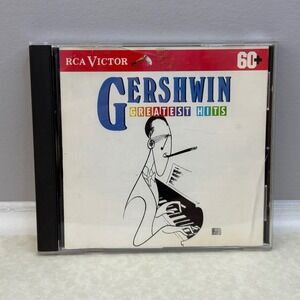 RCA VICTOR
60+
GERSHWIN
GREATEST HITS